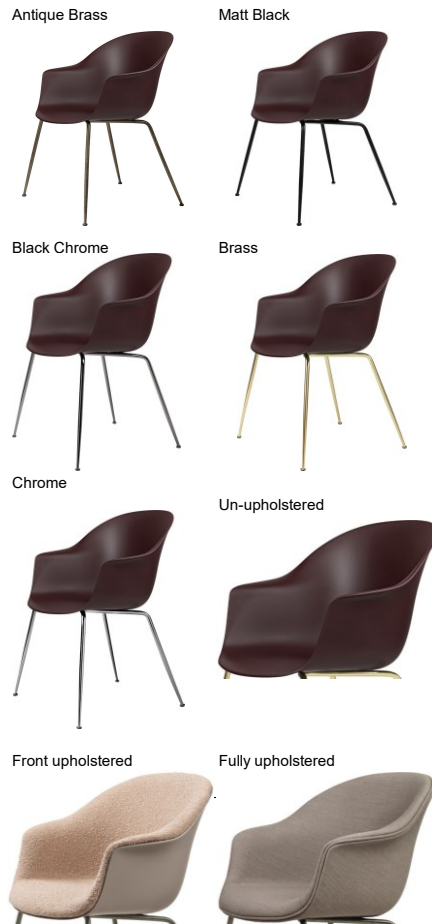 Antique Brass
Matt Black
Black Chrome
Brass
Chrome
Un-upholstered
Front upholstered
Fully upholstered